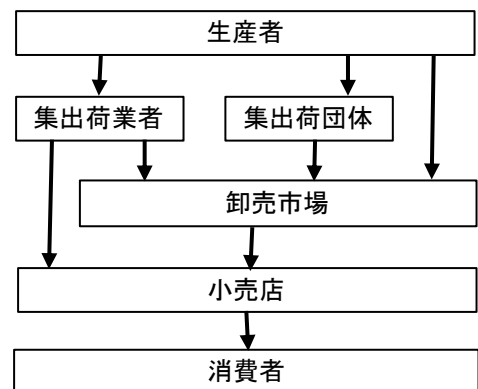 生産者
集出荷業者
集出荷団体
卸売市場
小売店
消費者